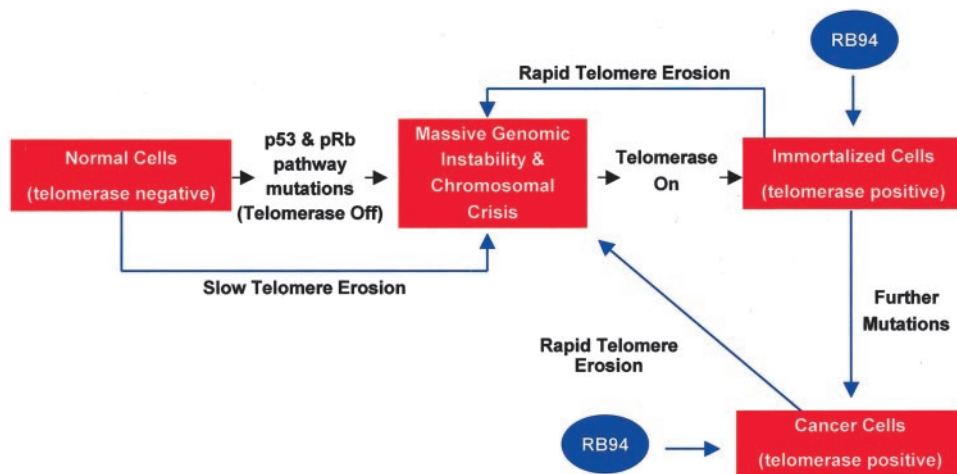 RB94
Rapid Telomere Erosion
Normal Cells
(telomerase negative)
p53 & pRb
pathway
mutations
(Telomerase Off)
Massive Genomic
Instability &
Chromosomal
Crisis
Telomerase
On
Immortalized Cells
(telomerase positive)
Slow Telomere Erosion
Further
Mutations
Rapid Telomere
Erosion
RB94
Cancer Cells
(telomerase positive)